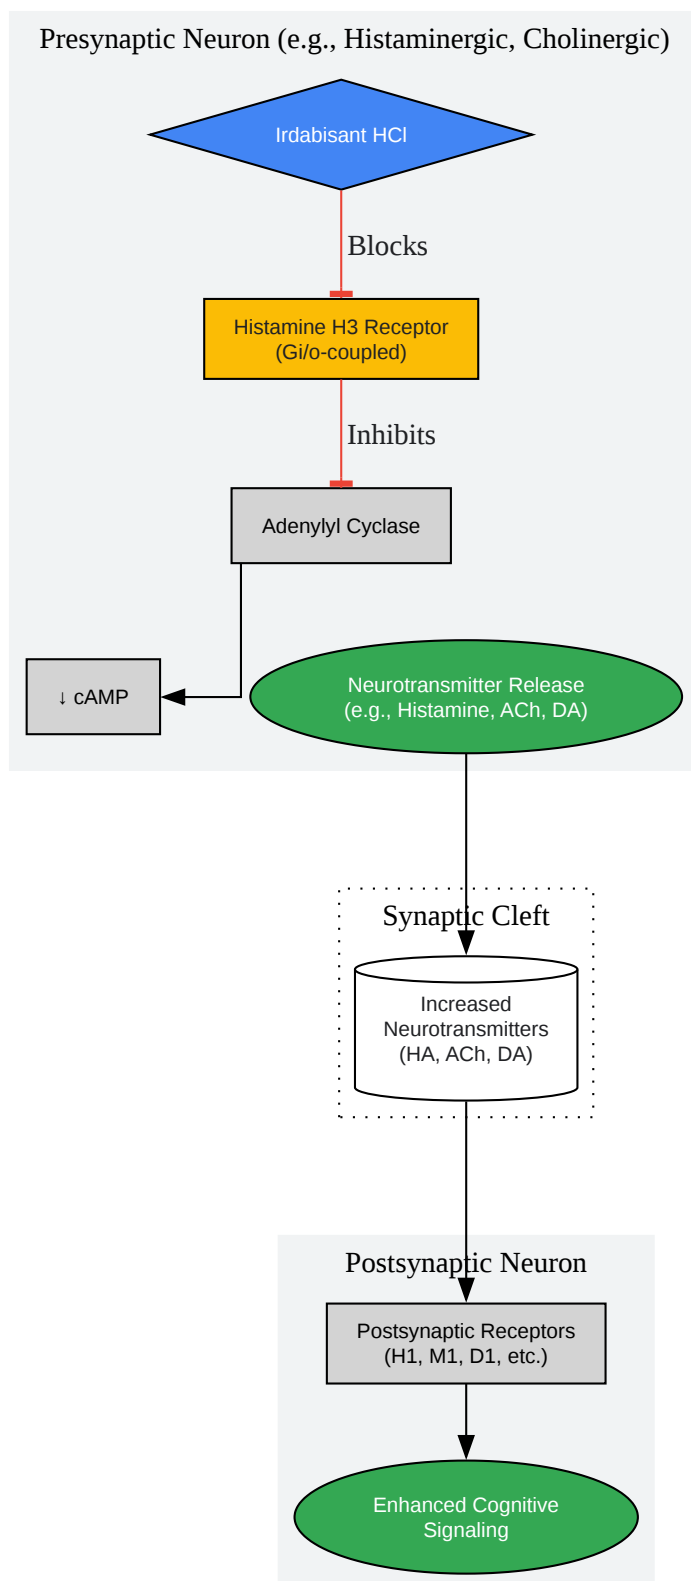 Presynaptic Neuron (e.g., Histaminergic, Cholinergic)
Irdabisant HCl
Blocks
Histamine H3 Receptor
(Gi/o-coupled)
Inhibits
Adenylyl Cyclase
↓ cAMP
Neurotransmitter Release
(e.g., Histamine, ACh, DA)
Synaptic Cleft
Increased
Neurotransmitters
(HA, ACh, DA)
Postsynaptic Neuron
Postsynaptic Receptors
(H1, M1, D1, etc.)
Enhanced Cognitive
Signaling